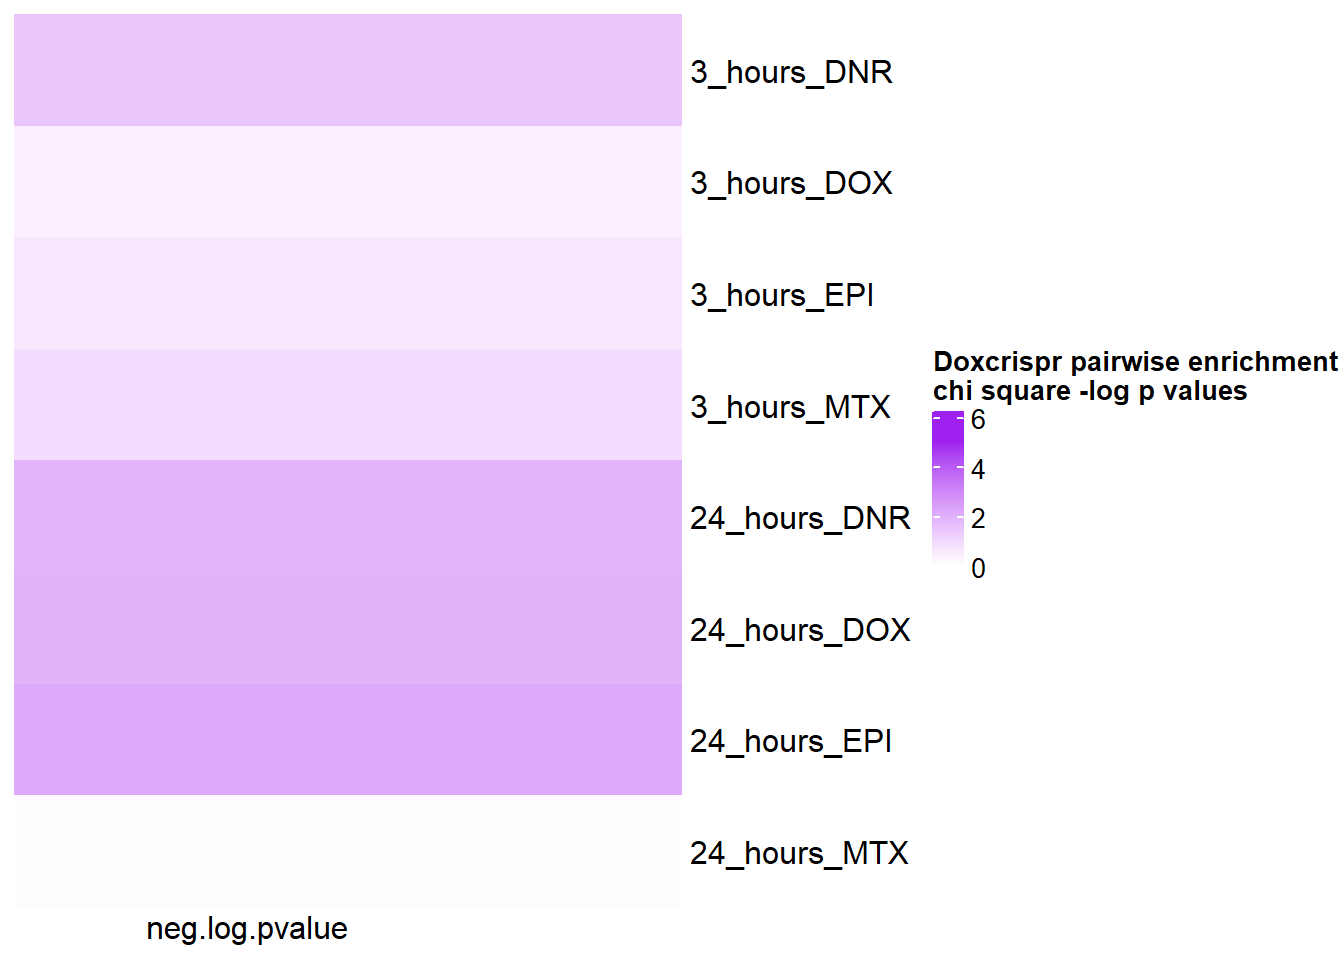 3_hours_DNR
3_hours_DOX
3_hours_EPI
3_hours_MTX
24_hours_DNR
24_hours_DOX
24_hours_EPI
24_hours_MTX
neg.log.pvalue
Doxcrispr pairwise enrichment
chi square -log p values
6
4
2
0